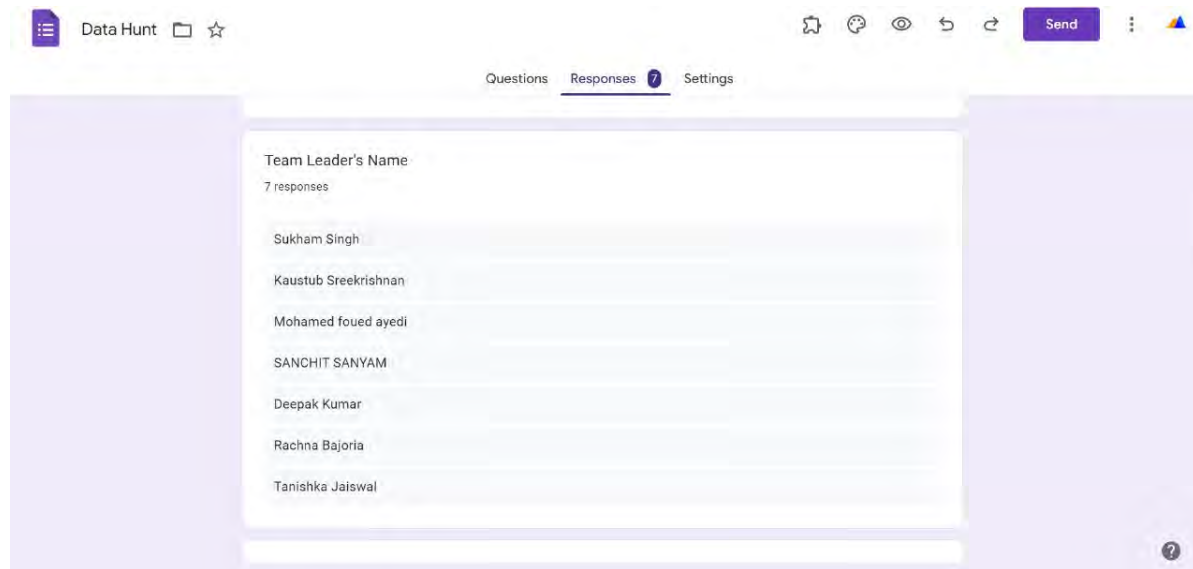 Data Hunt
Send
Questions Responses 7 Settings
Team Leader's Name
7 responses
Sukham Singh
Kaustub Sreekrishnan
Mohamed foued ayedi
SANCHIT SANYAM
Deepak Kumar
Rachna Bajoria
Tanishka Jaiswal
?